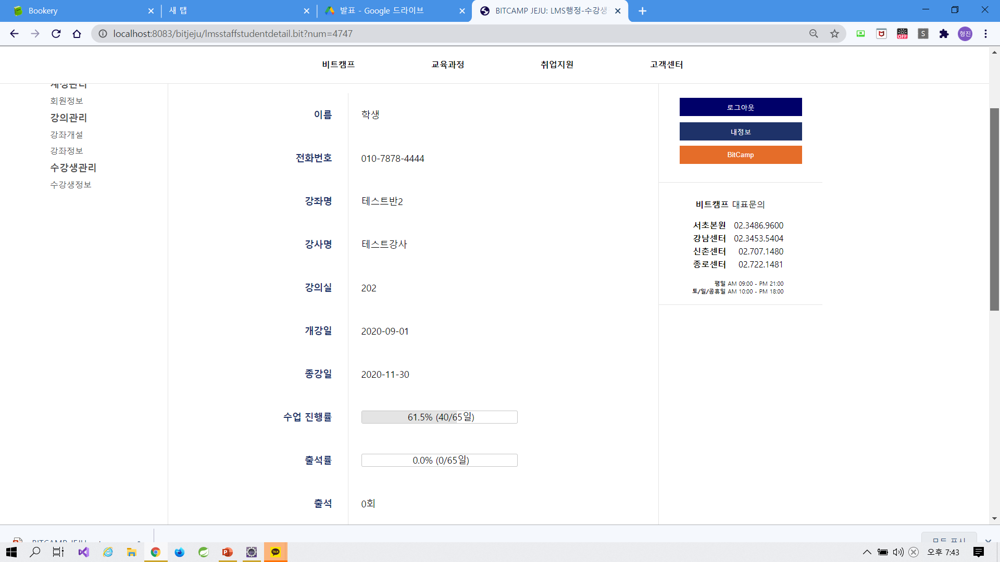 Bookery
새 탭
발표 - Google 드라이브
BITCAMP JEJU: LMS행정-수강생
localhost:8083/bitjeju/lmsstaffstudentdetail.bit?num=4747
OFF
S
형진
비트캠프 교육과정 취업지원 고객센터
계정관리
회원정보
강의관리
강좌개설
강좌정보
수강생관리
수강생정보
이름 학생
전화번호 010-7878-4444
강좌명 테스트반2
강사명 테스트강사
강의실 202
개강일 2020-09-01
종강일 2020-11-30
수업 진행률 61.5% (40/65일)
출석률 0.0% (0/65일)
출석 0회
로그아웃
내정보
BitCamp
비트캠프 대표문의
서초본원 02.3486.9600
강남센터 02.3453.5404
신촌센터 02.707.1480
종로센터 02.722.1481
평일 AM 09:00 - PM 21:00
토/일/공휴일 AM 10:00 - PM 18:00
모두 표시
TALK
오후 7:43